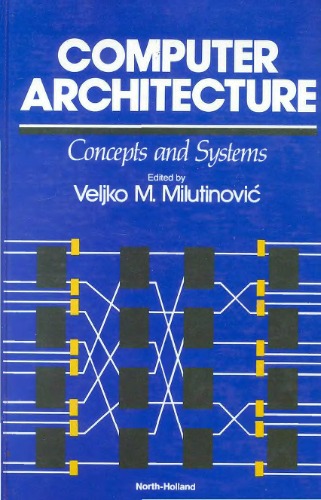 COMPUTER
ARCHITECTURE
Concepts and Systems
Edited by
Veljko M. Milutinović
North-Holland